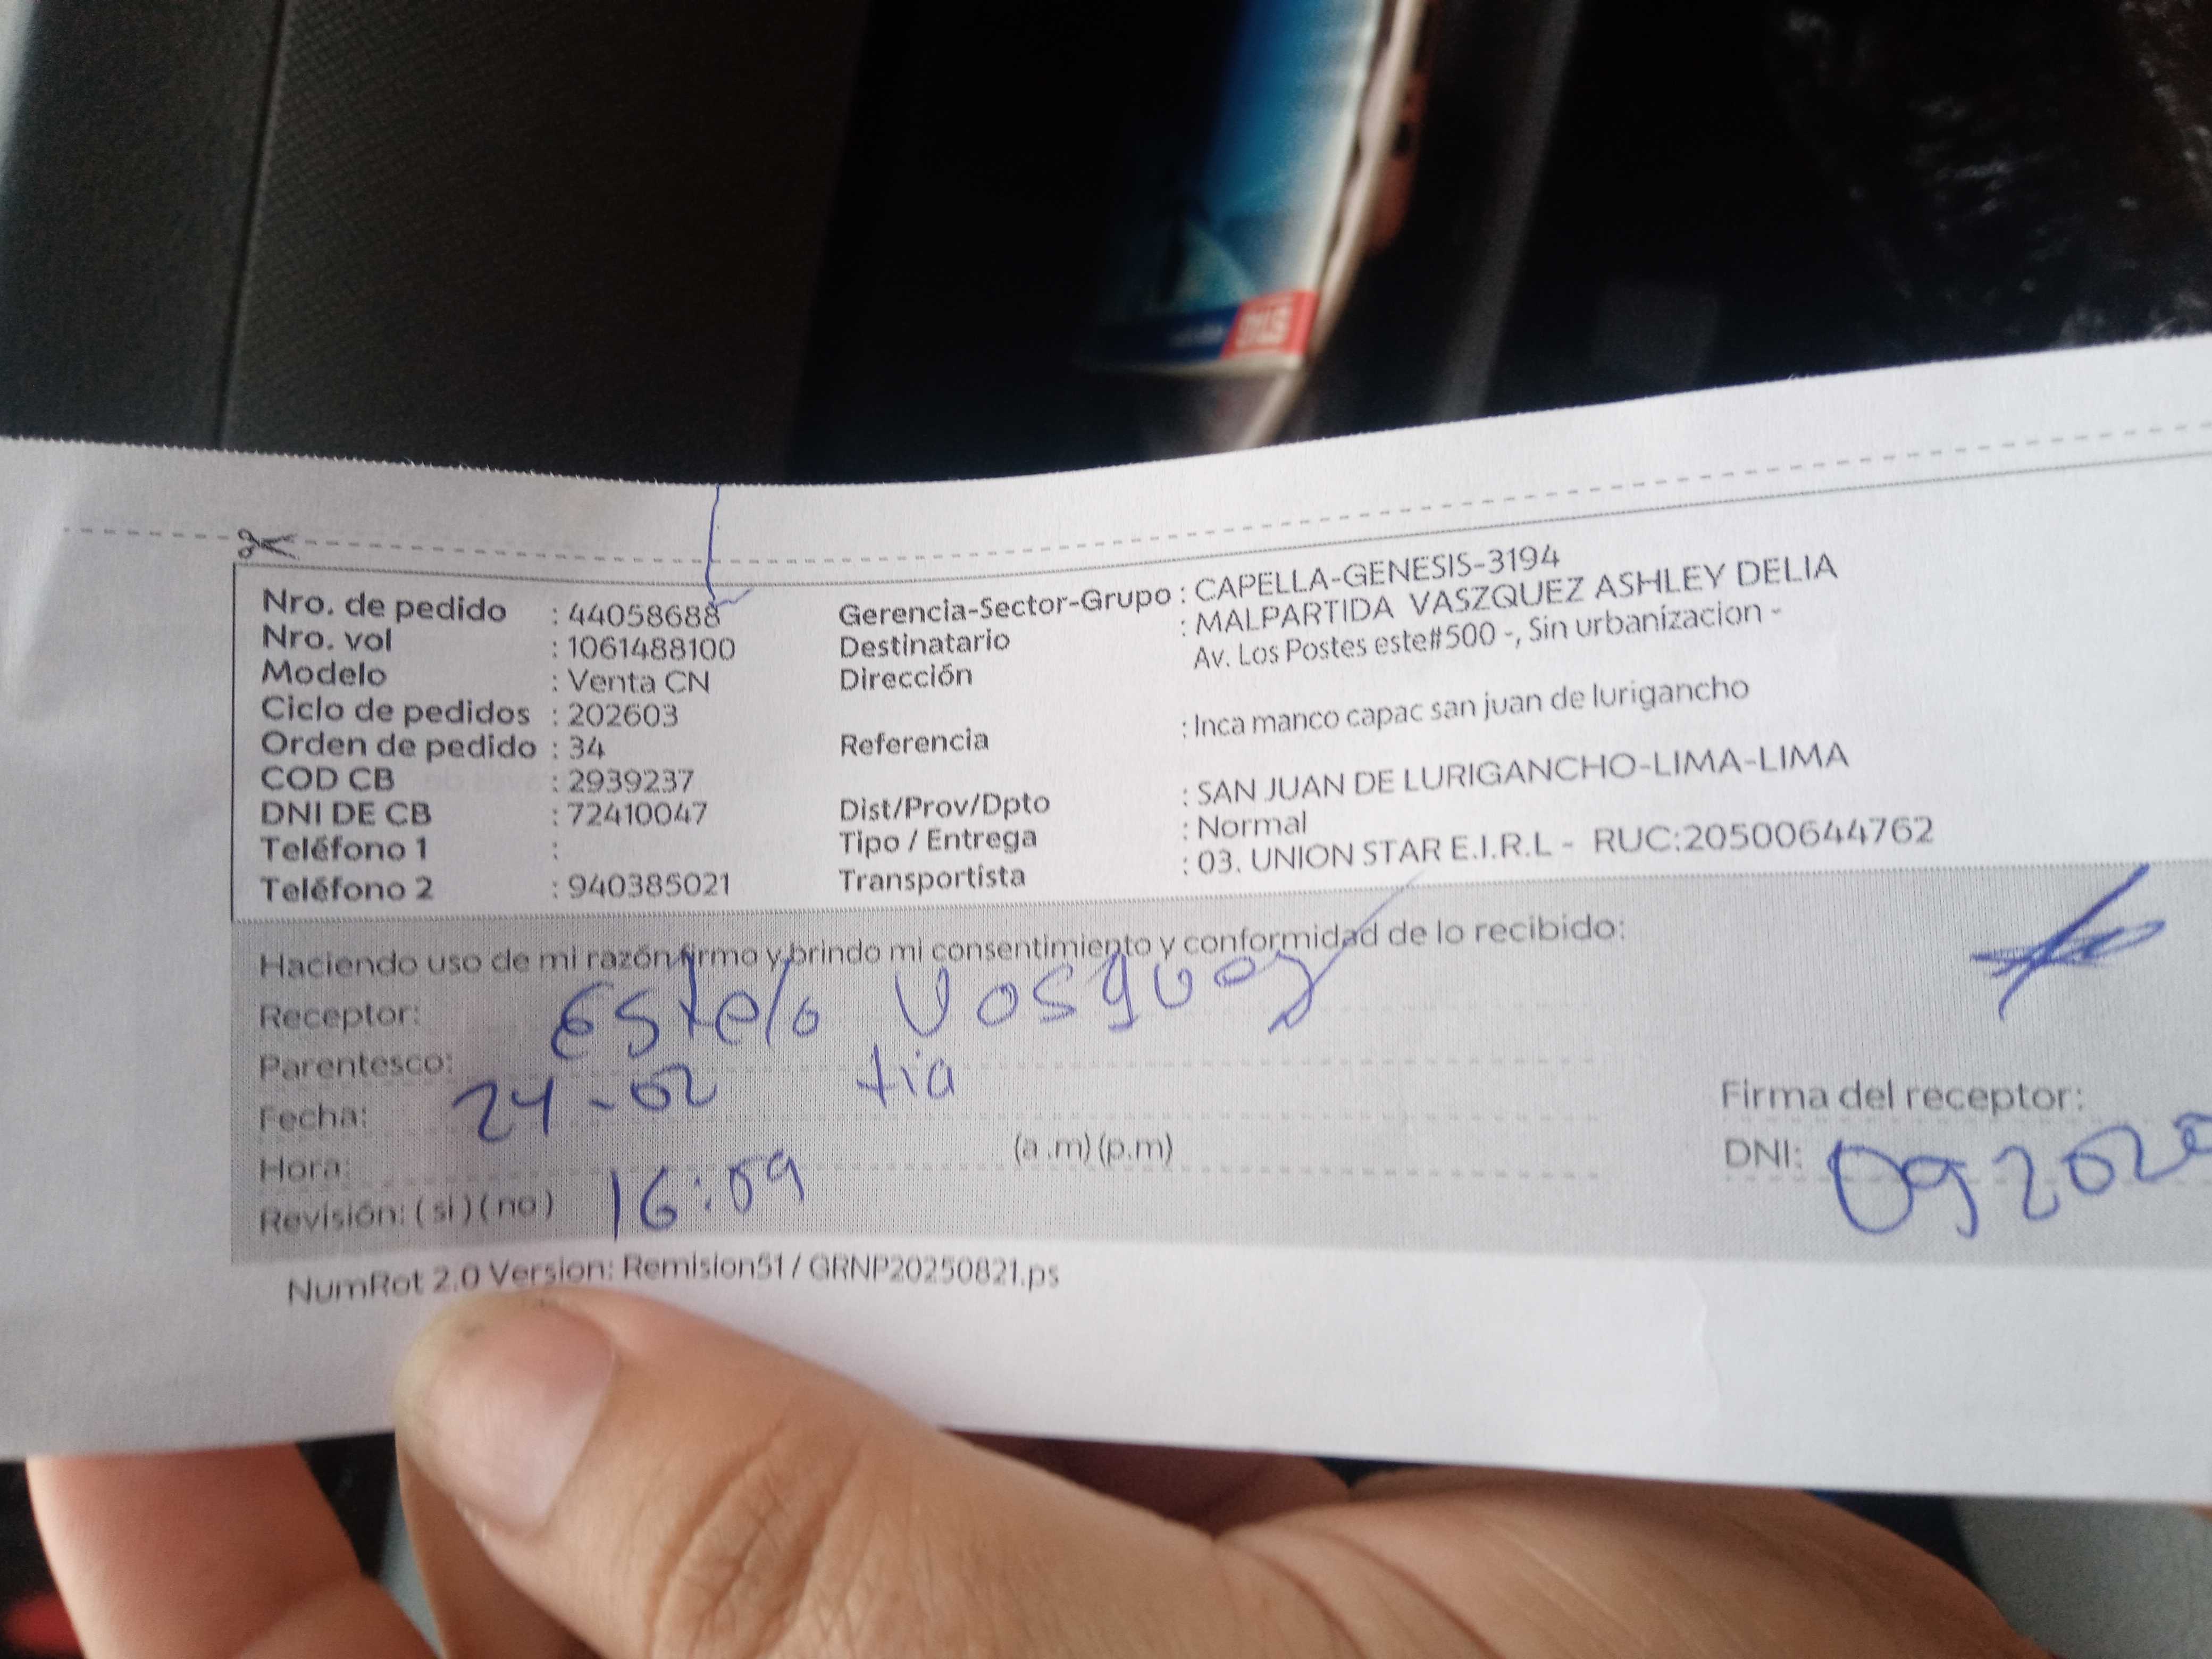 Nro. de pedido : 44058688
Nro. vol : 1061488100
Modelo : Venta CN
Ciclo de pedidos : 202603
Orden de pedido : 34
COD CB : 2939237
DNI DE CB : 72410047
Teléfono 1 :
Teléfono 2 : 940385021
Gerencia-Sector-Grupo : CAPELLA-GENESIS-3194
Destinatario : MALPARTIDA VASZQUEZ ASHLEY DELIA
Dirección Av. Los Postes este#500 -, Sin urbanizacion -
Referencia : Inca manco capac san juan de lurigancho
Dist/Prov/Dpto : SAN JUAN DE LURIGANCHO-LIMA-LIMA
Tipo / Entrega : Normal
Transportista : 03. UNION STAR E.I.R.L - RUC:20500644762
Haciendo uso de mi razón firmo y brindo mi consentimiento y conformidad de lo recibido:
Receptor: Estela Vasquez
Parentesco: tia
Fecha: 24-02
Hora: 16:09 (a .m) (p.m)
Revisión: ( si ) ( no )
Firma del receptor:
DNI: 092020
NumRot 2.0 Version: Remision51 / GRNP20250821.ps